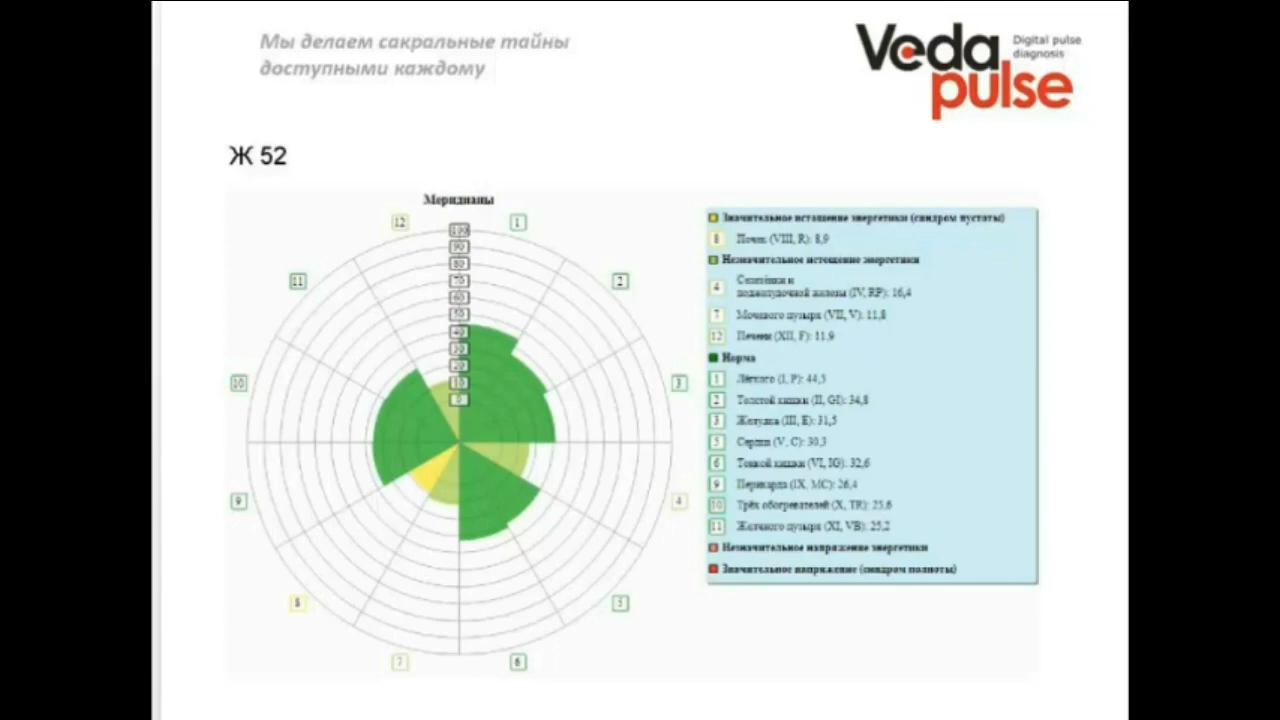 Мы делаем сакральные тайны
доступными каждому
Veda
pulse
Digital pulse
diagnosis
Ж 52
Меридианы
12
1
11
2
10
3
9
4
8
5
7
6
100
90
80
70
60
50
40
30
20
10
0
Значительное истощение энергетики (синдром пустоты)
8 Почек (VIII, R): 8,9
Незначительное истощение энергетики
4 Селезёнки и
поджелудочной железы (IV, RP): 16,4
7 Мочевого пузыря (VII, V): 11,8
12 Печени (XII, F): 11,9
Норма
1 Лёгкого (I, P): 44,5
2 Толстой кишки (II, GI): 34,8
3 Желудка (III, E): 31,5
5 Сердца (V, C): 30,3
6 Тонкой кишки (VI, IG): 32,6
9 Перикарда (IX, MC): 26,4
10 Трёх обогревателей (X, TR): 25,6
11 Желчного пузыря (XI, VB): 25,2
Незначительное напряжение энергетики
Значительное напряжение (синдром полноты)